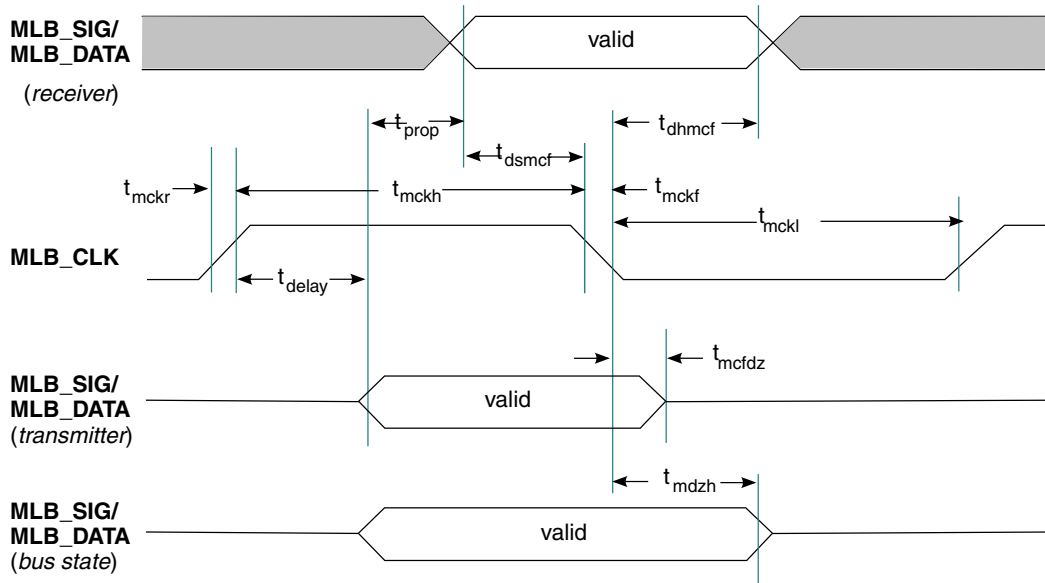 MLB_SIG/
MLB_DATA
(receiver)
valid
tprop
tdhmcf
tdsmcf
tmckr
tmckh
tmckf
tmckl
MLB_CLK
tdelay
tmcfdz
MLB_SIG/
MLB_DATA
(transmitter)
valid
tmdzh
MLB_SIG/
MLB_DATA
(bus state)
valid